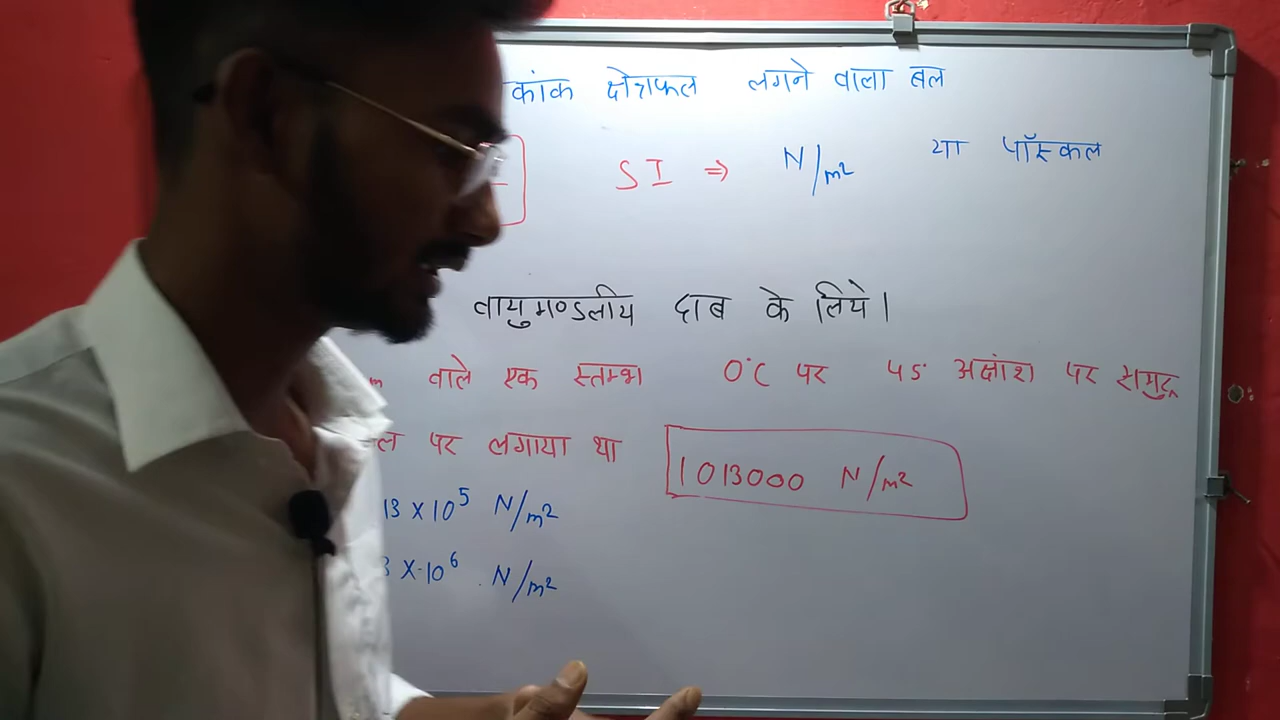 कांक क्षेत्रफल लगने वाला बल
SI ⇒ N/m² या पॉस्कल
वायुमण्डलीय दाब के लिये।
m वाले एक स्तम्भ 0°C पर 45° अक्षांश पर समुद्र
ल पर लगाया था 1013000 N/m²
13 X 10⁵ N/m²
3 X 10⁶ N/m²